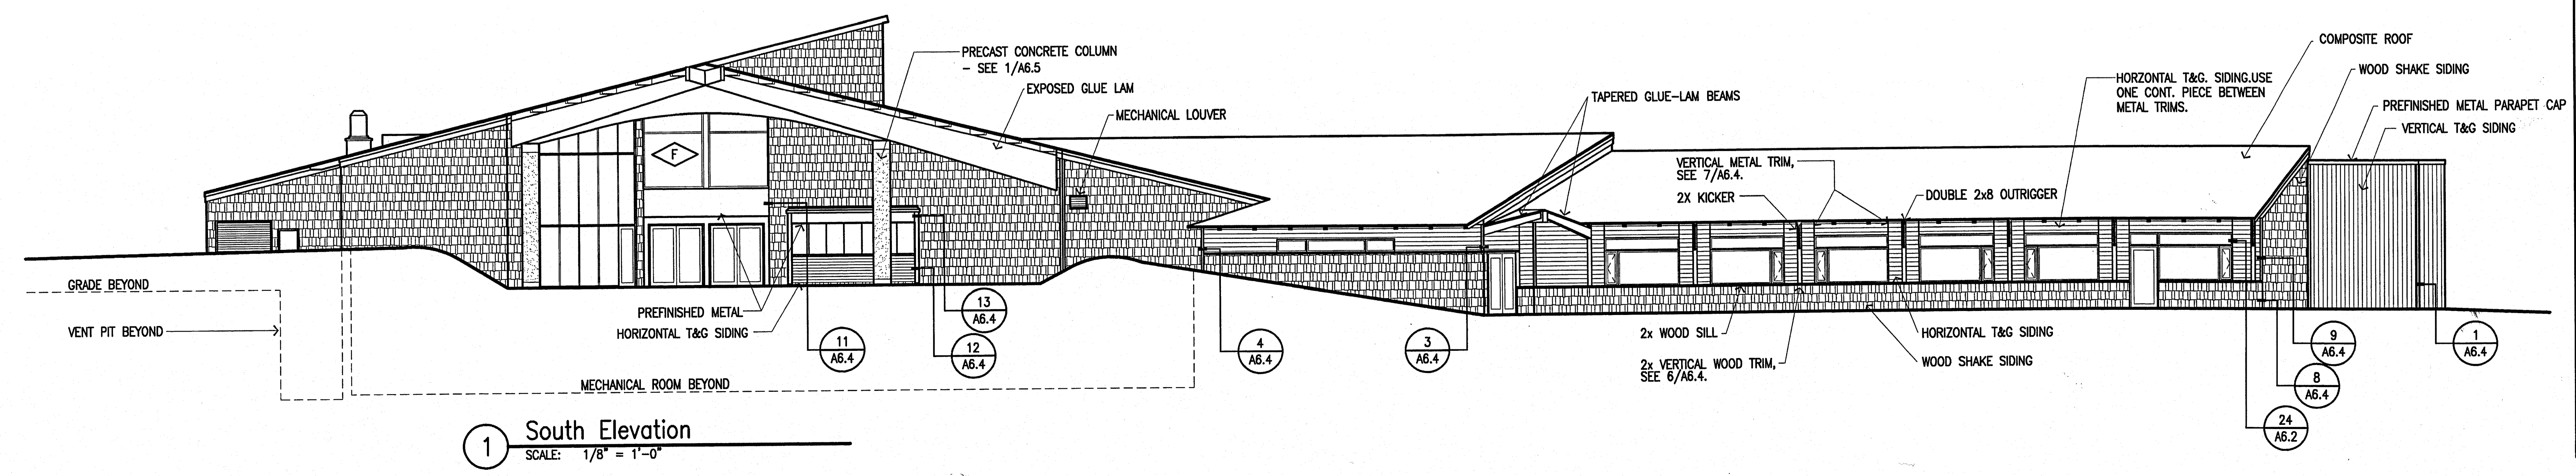 PRECAST CONCRETE COLUMN
- SEE 1/A6.5
EXPOSED GLUE LAM
MECHANICAL LOUVER
TAPERED GLUE-LAM BEAMS
VERTICAL METAL TRIM,
SEE 7/A6.4.
2X KICKER
DOUBLE 2x8 OUTRIGGER
HORZONTAL T&G. SIDING.USE
ONE CONT. PIECE BETWEEN
METAL TRIMS.
COMPOSITE ROOF
WOOD SHAKE SIDING
PREFINISHED METAL PARAPET CAP
VERTICAL T&G SIDING
F
GRADE BEYOND
VENT PIT BEYOND
PREFINISHED METAL
HORIZONTAL T&G SIDING
MECHANICAL ROOM BEYOND
11
A6.4
13
A6.4
12
A6.4
4
A6.4
3
A6.4
2x WOOD SILL
2x VERTICAL WOOD TRIM,
SEE 6/A6.4.
HORIZONTAL T&G SIDING
WOOD SHAKE SIDING
9
A6.4
8
A6.4
24
A6.2
1
A6.4
1
South Elevation
SCALE: 1/8" = 1'-0"